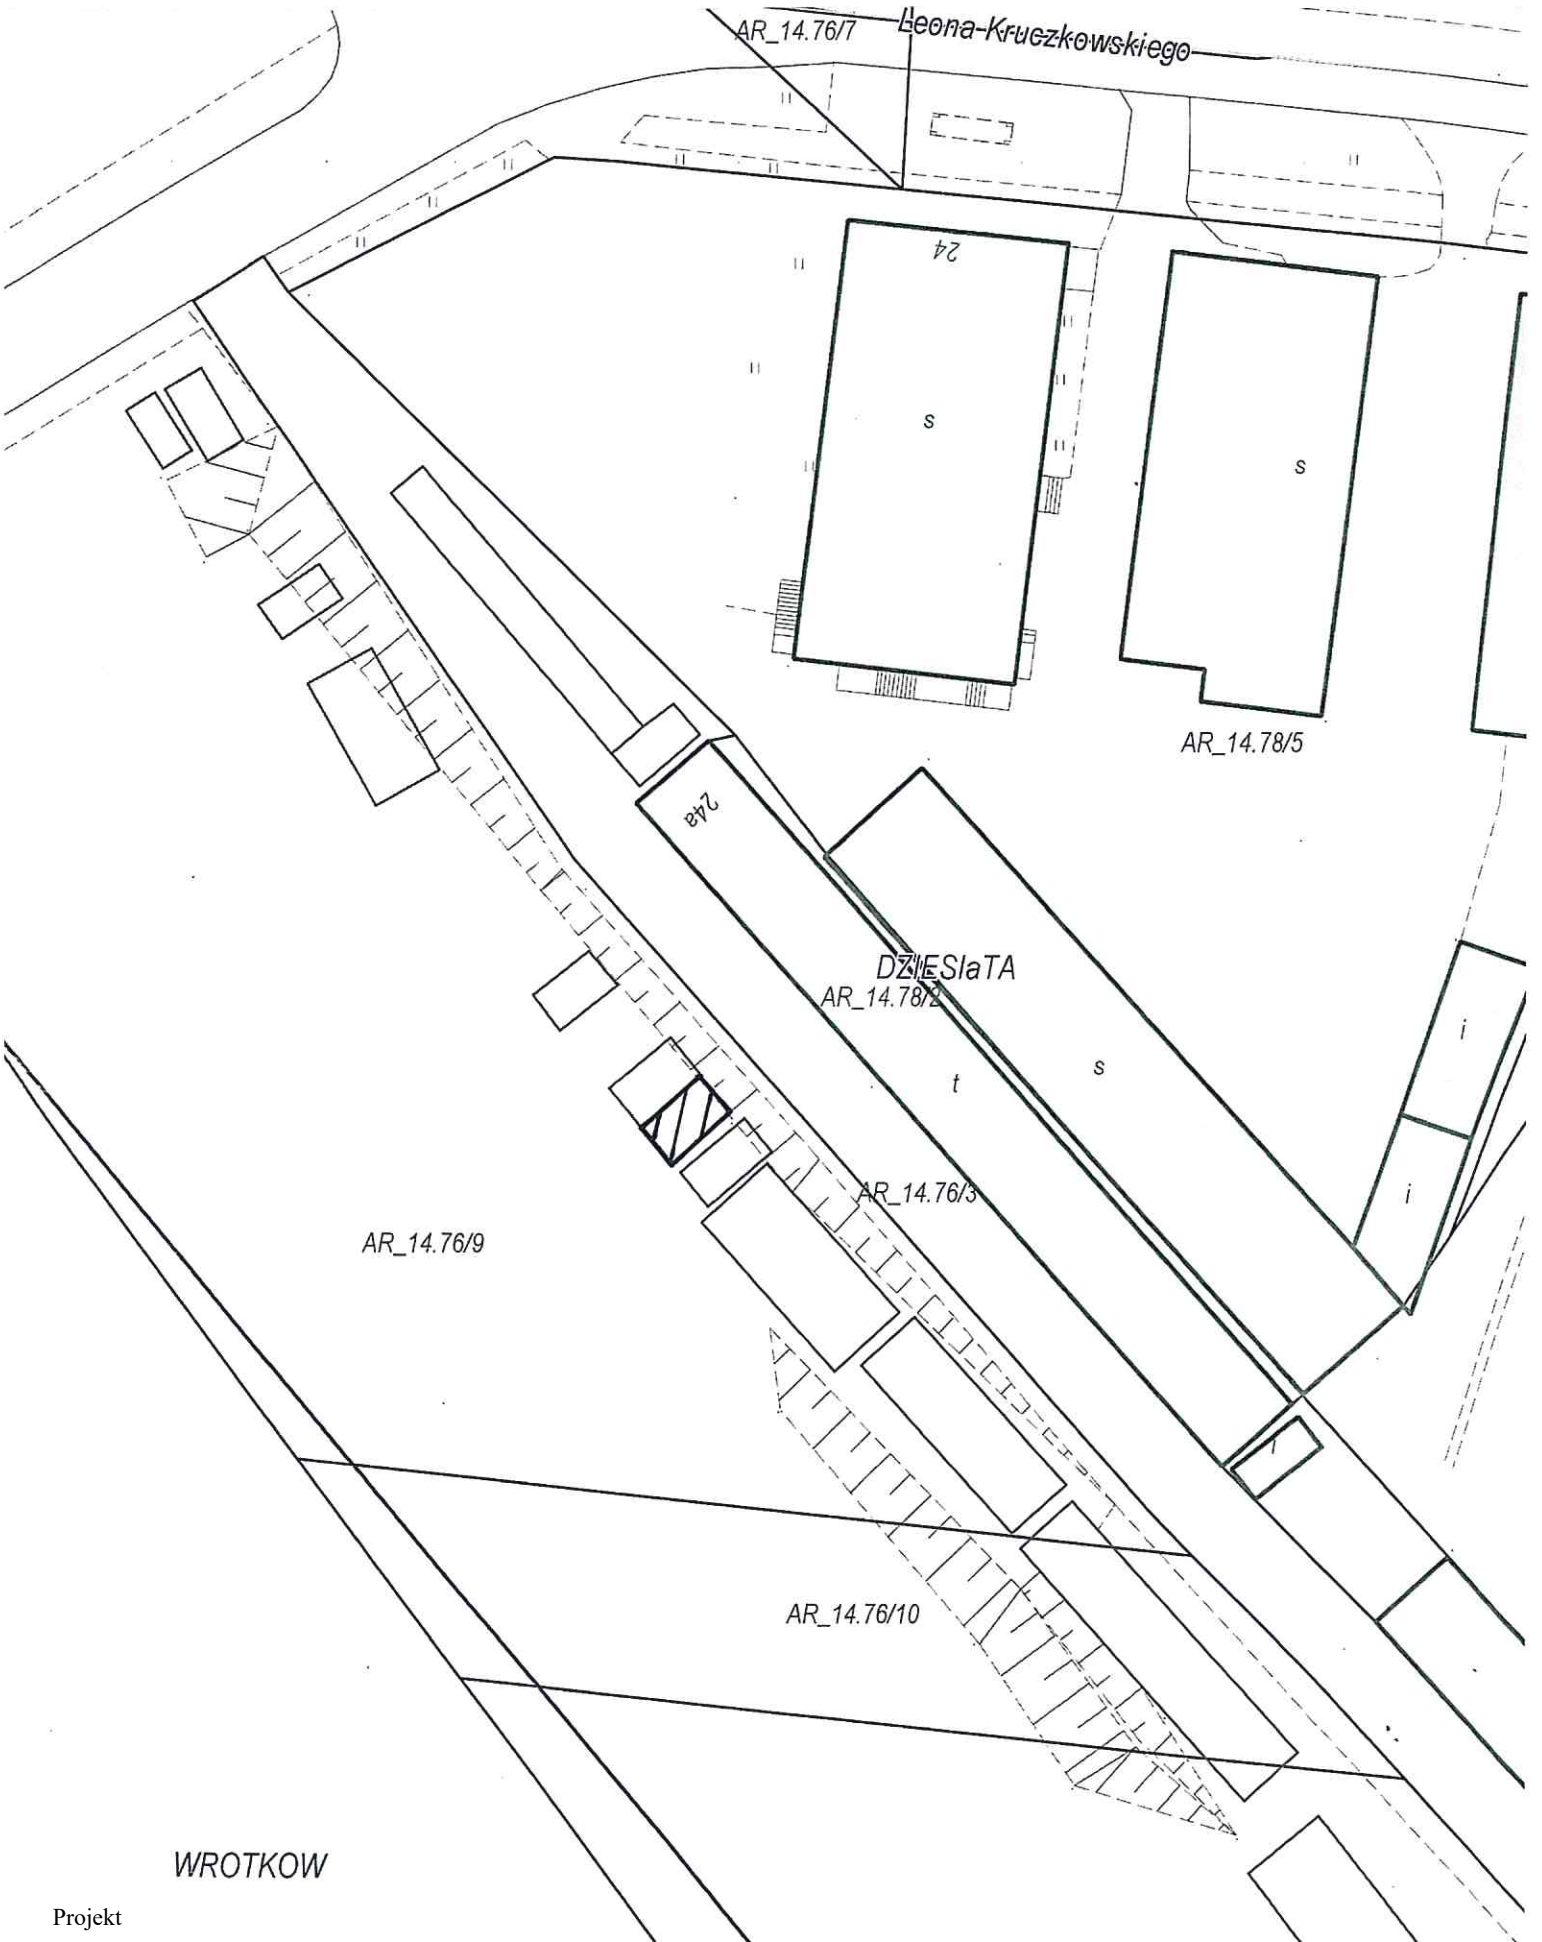 AR_14.76/7
Leona Kruczkowskiego
24
s
s
AR_14.78/5
24a
DZIESIaTA
AR_14.78/2
t
s
i
i
AR_14.76/3
AR_14.76/9
AR_14.76/10
WROTKOW
Projekt